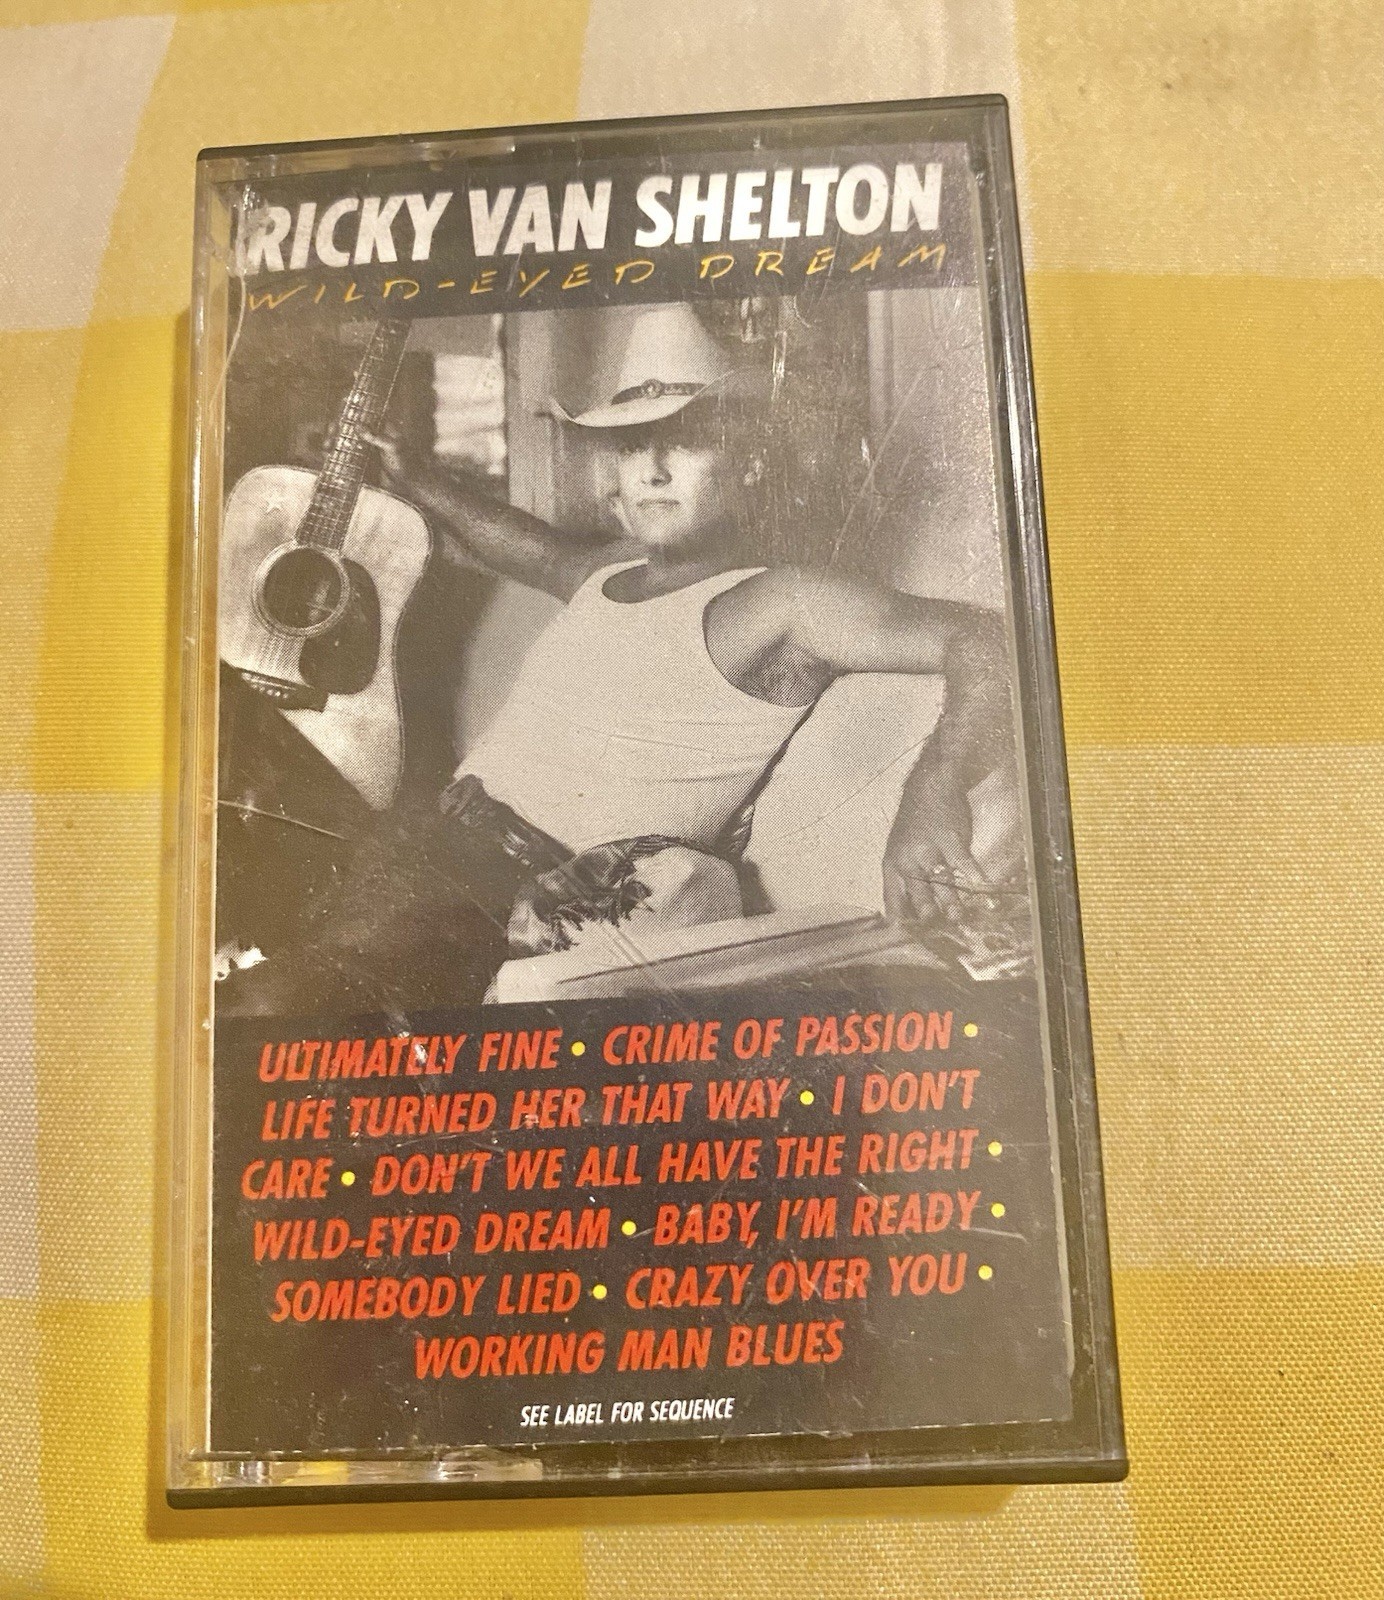 RICKY VAN SHELTON
WILD-EYED DREAM
ULTIMATELY FINE • CRIME OF PASSION •
LIFE TURNED HER THAT WAY • I DON'T
CARE • DON'T WE ALL HAVE THE RIGHT •
WILD-EYED DREAM • BABY, I'M READY •
SOMEBODY LIED • CRAZY OVER YOU •
WORKING MAN BLUES
SEE LABEL FOR SEQUENCE